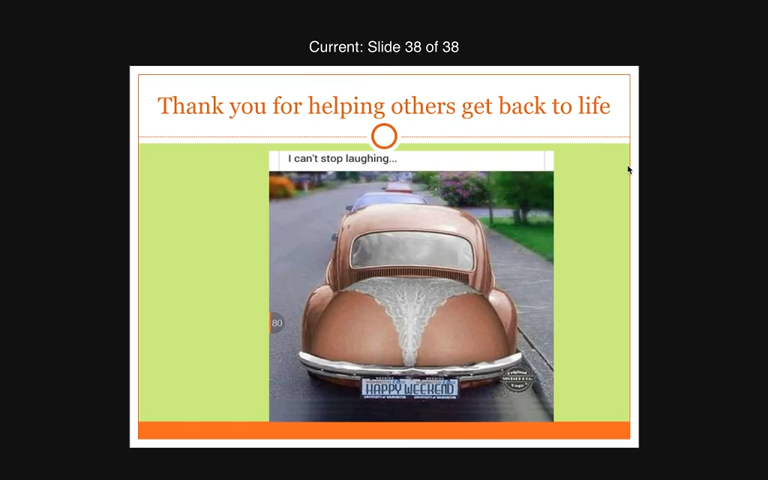 Current: Slide 38 of 38
Thank you for helping others get back to life
I can't stop laughing...
80
HAPPY WEEKEND